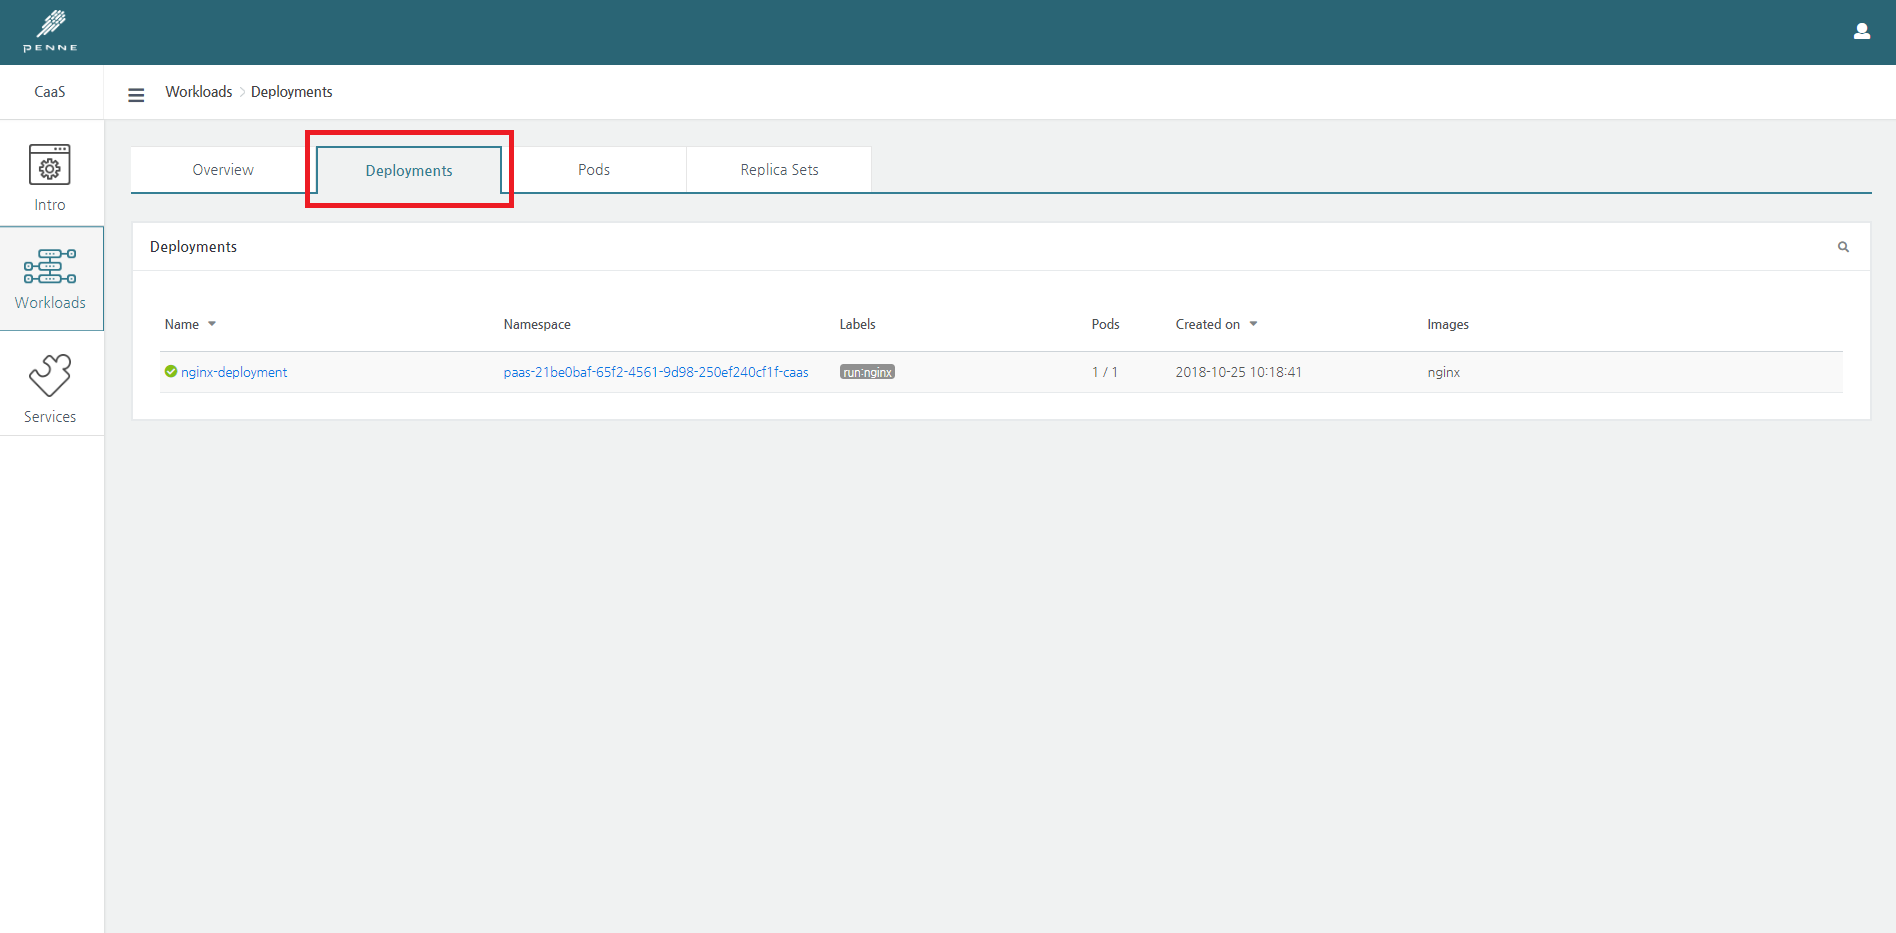 PENNE
CaaS
Workloads Deployments
Intro
Workloads
Services
Overview Deployments Pods Replica Sets
Deployments
Name Namespace Labels Pods Created on Images
nginx-deployment paas-21be0baf-65f2-4561-9d98-250ef240cf1f-caas run:nginx 1 / 1 2018-10-25 10:18:41 nginx